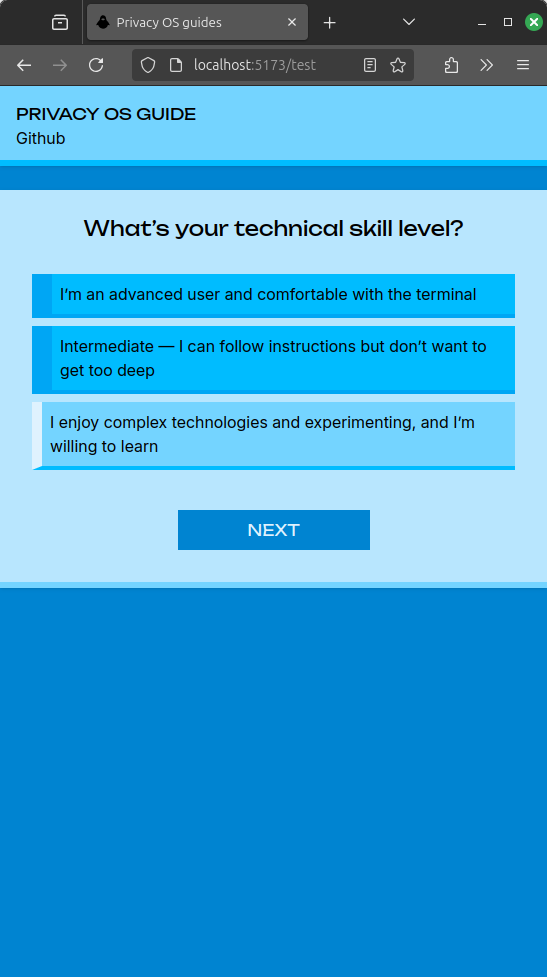 Privacy OS guides
localhost:5173/test
PRIVACY OS GUIDE
Github
What's your technical skill level?
I'm an advanced user and comfortable with the terminal
Intermediate — I can follow instructions but don't want to
get too deep
I enjoy complex technologies and experimenting, and I'm
willing to learn
NEXT